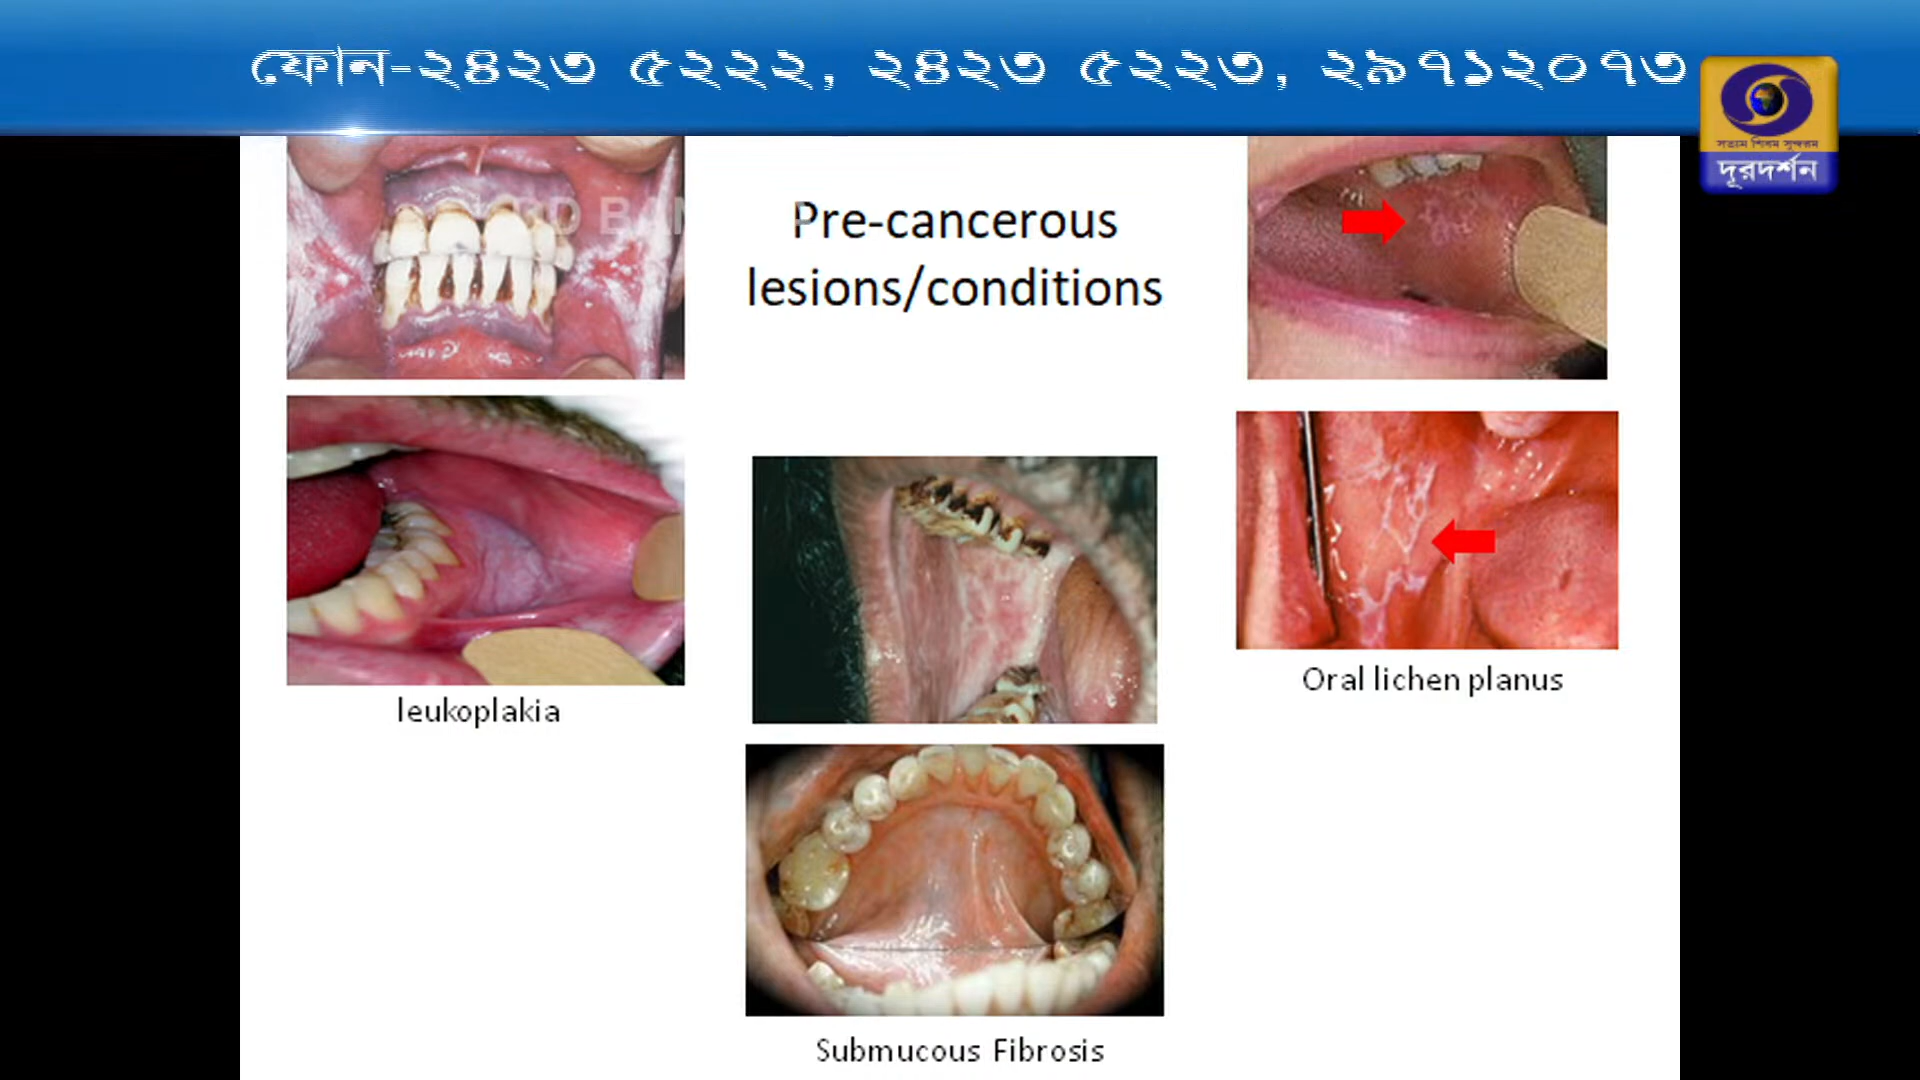 ফোন-২৪২৩ ৫২২২, ২৪২৩ ৫২২৩, ২৯৭১২০৭৩
সত্যম শিবম সুন্দরম
দূরদর্শন
Pre-cancerous
lesions/conditions
leukoplakia
Oral lichen planus
Submucous Fibrosis